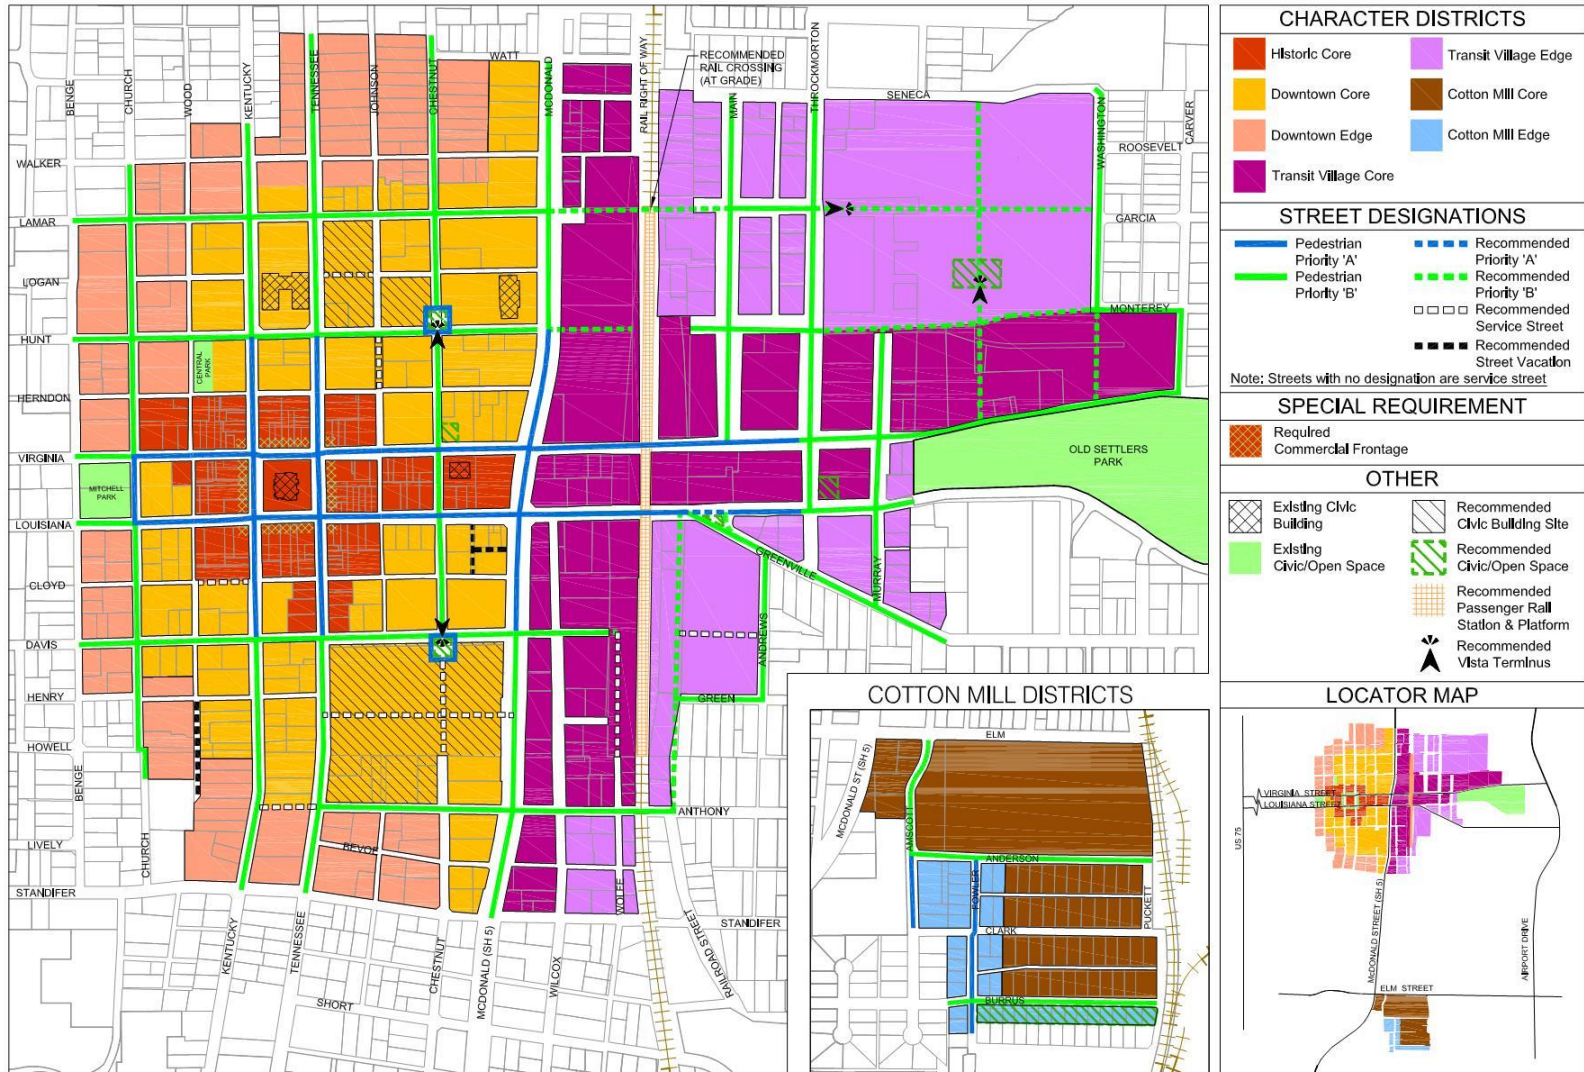 WATT
RECOMMENDED
RAIL CROSSING
(AT GRADE)
BENGE
CHURCH
WOOD
KENTUCKY
TENNESSEE
JOHNSON
CHESTNUT
MCDONALD
RAIL RIGHT OF WAY
MAIN
THROCKMORTON
SENECA
WASHINGTON
CARVER
ROOSEVELT
WALKER
LAMAR
GARCIA
LOGAN
MONTEREY
HUNT
CENTRAL
PARK
HERNDON
VIRGINIA
OLD SETTLERS
PARK
MITCHELL
PARK
LOUISIANA
GREENVILLE
CLOYD
MURRAY
DAVIS
ANDREWS
HENRY
GREEN
HOWELL
BENGE
ANTHONY
LIVELY
CHURCH
BEVOF
STANDIFER
WOLFE
STANDIFER
KENTUCKY
TENNESSEE
CHESTNUT
MCDONALD (SH 5)
WILCOX
RAILROAD STREET
SHORT
COTTON MILL DISTRICTS
ELM
MCDONALD ST (SH 5)
AMSCOTT
ANDERSON
FOWLER
PUCKETT
CLARK
BURRUS
CHARACTER DISTRICTS
Historic Core
Transit Village Edge
Downtown Core
Cotton Mill Core
Downtown Edge
Cotton Mill Edge
Transit Village Core
STREET DESIGNATIONS
Pedestrian
Priority 'A'
Recommended
Priority 'A'
Pedestrian
Priority 'B'
Recommended
Priority 'B'
Recommended
Service Street
Recommended
Street Vacation
Note: Streets with no designation are service street
SPECIAL REQUIREMENT
Required
Commercial Frontage
OTHER
Existing Civic
Building
Recommended
Civic Building Site
Existing
Civic/Open Space
Recommended
Civic/Open Space
Recommended
Passenger Rail
Station & Platform
Recommended
Vista Terminus
LOCATOR MAP
VIRGINIA STREET
LOUISIANA STREET
US 75
McDONALD STREET (SH 5)
AIRPORT DRIVE
ELM STREET